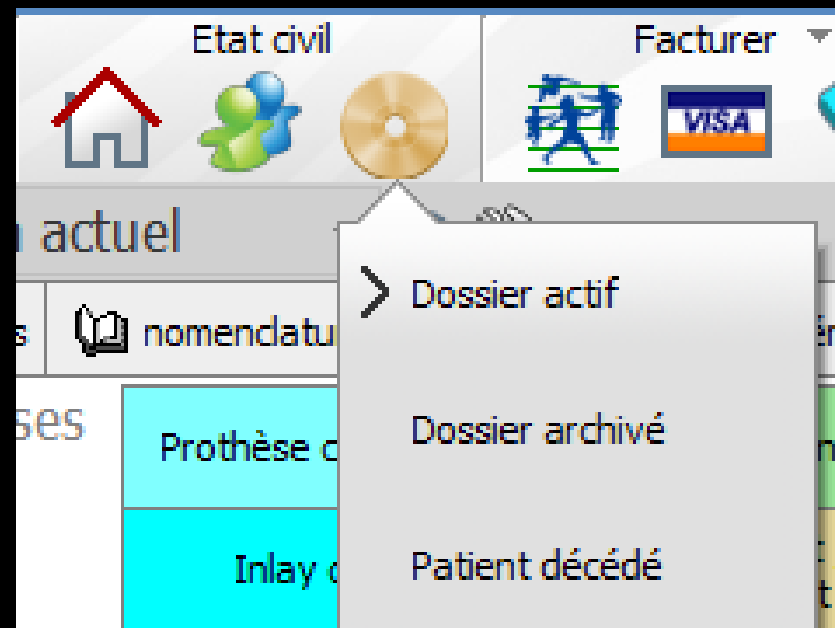 Etat civil
Facturer
VISA
actuel
Dossier actif
nomenclatu
ses
Dossier archivé
Prothèse c
Patient décédé
Inlay